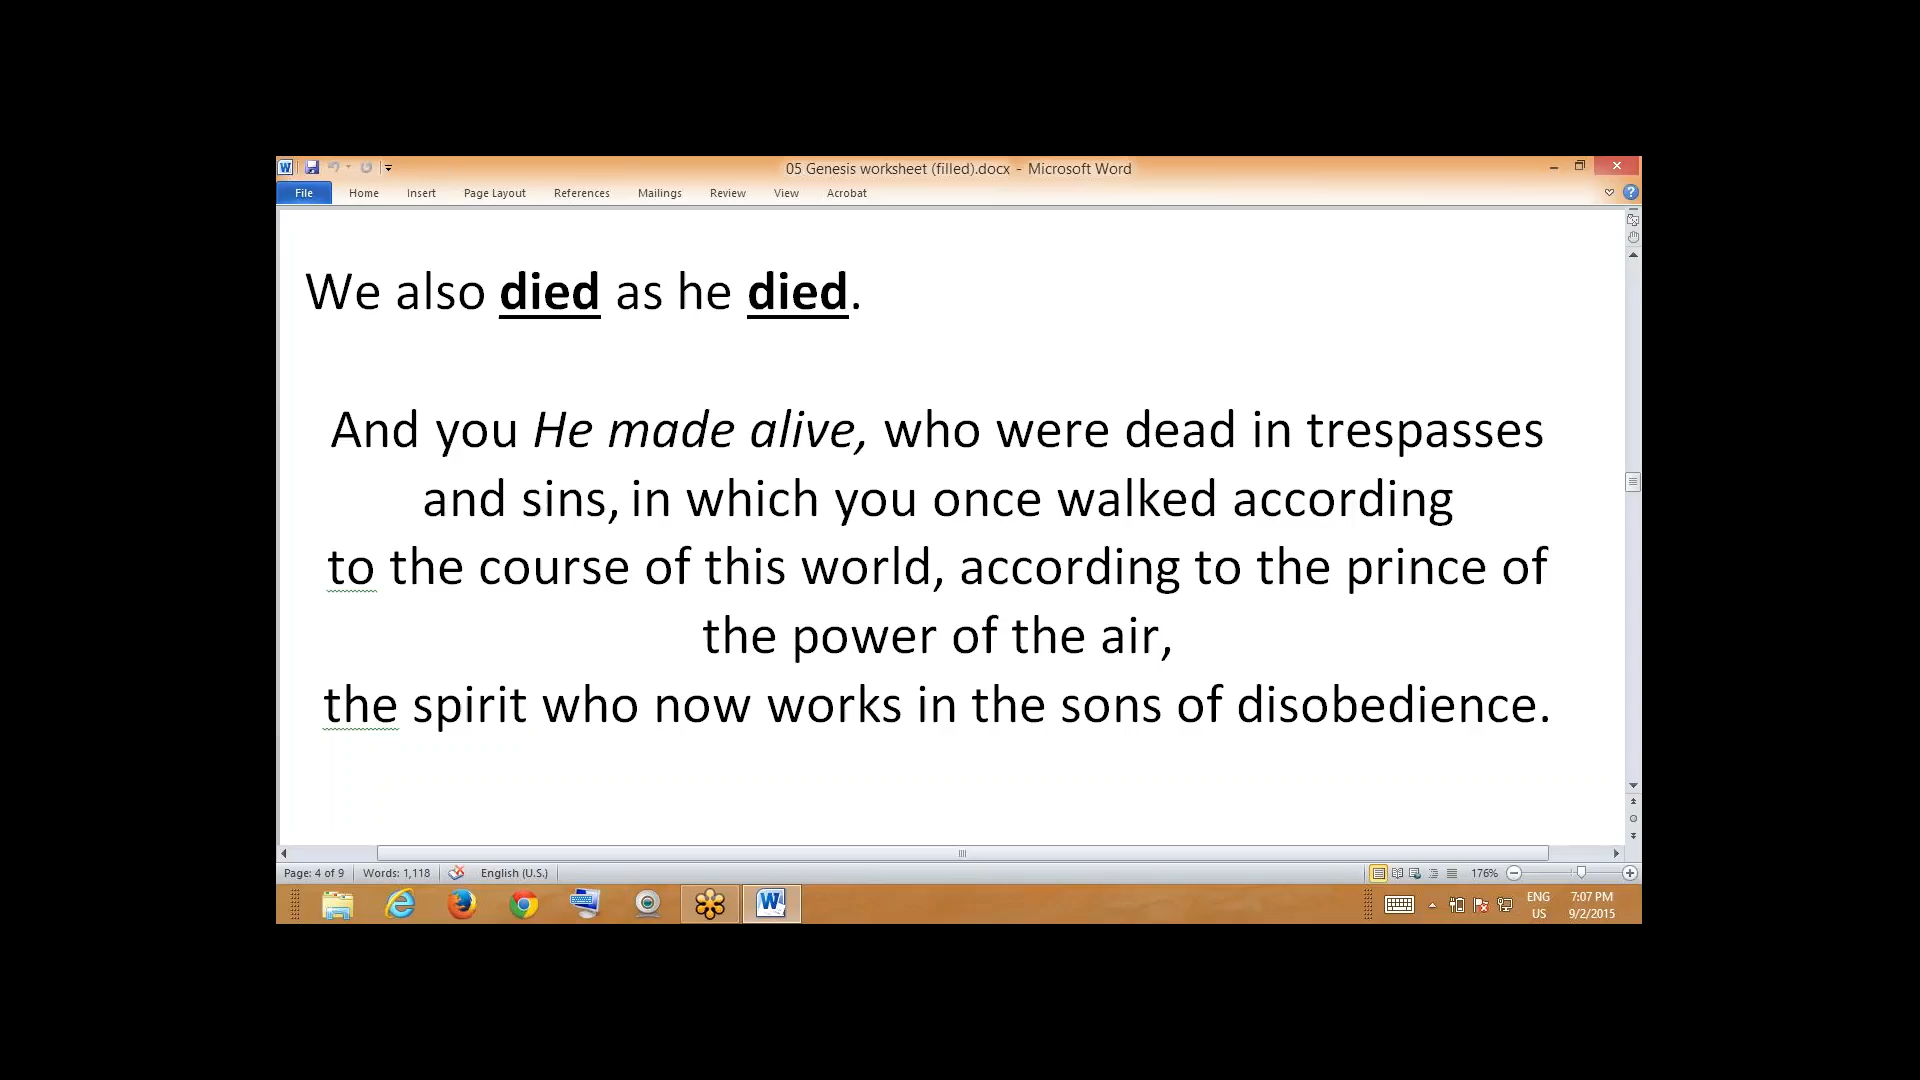 05 Genesis worksheet (filled).docx - Microsoft Word
File Home Insert Page Layout References Mailings Review View Acrobat
We also died as he died.
And you He made alive, who were dead in trespasses
and sins, in which you once walked according
to the course of this world, according to the prince of
the power of the air,
the spirit who now works in the sons of disobedience.
Page: 4 of 9 Words: 1,118 English (U.S.) 176%
ENG 7:07 PM
US 9/2/2015